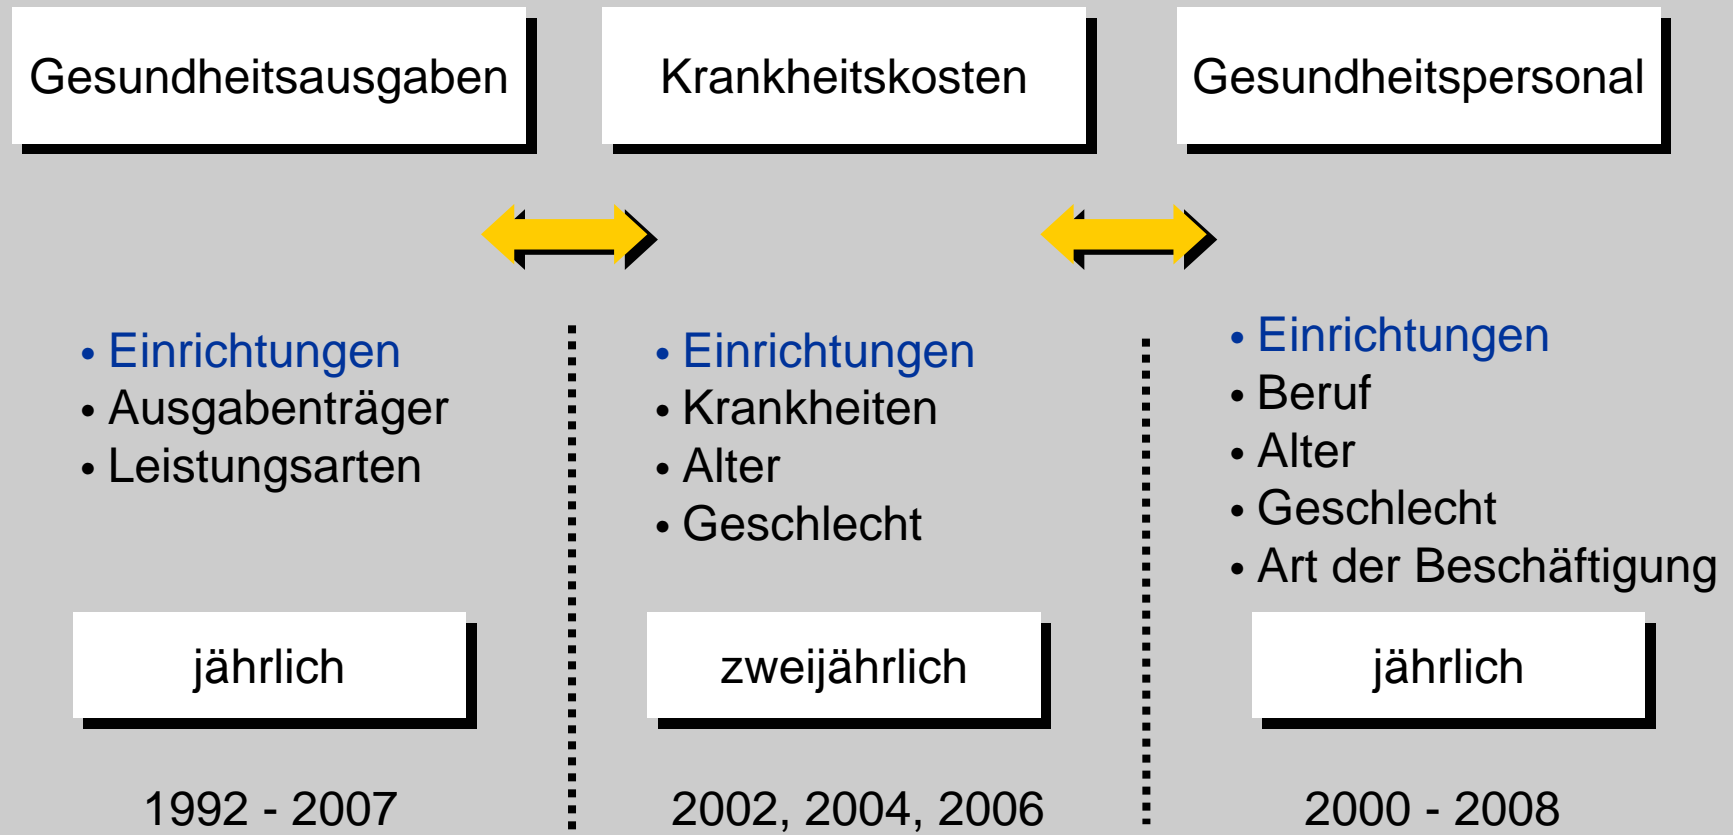 Gesundheitsausgaben
Krankheitskosten
Gesundheitspersonal
• Einrichtungen
• Ausgabenträger
• Leistungsarten
• Einrichtungen
• Krankheiten
• Alter
• Geschlecht
• Einrichtungen
• Beruf
• Alter
• Geschlecht
• Art der Beschäftigung
jährlich
zweijährlich
jährlich
1992 - 2007
2002, 2004, 2006
2000 - 2008